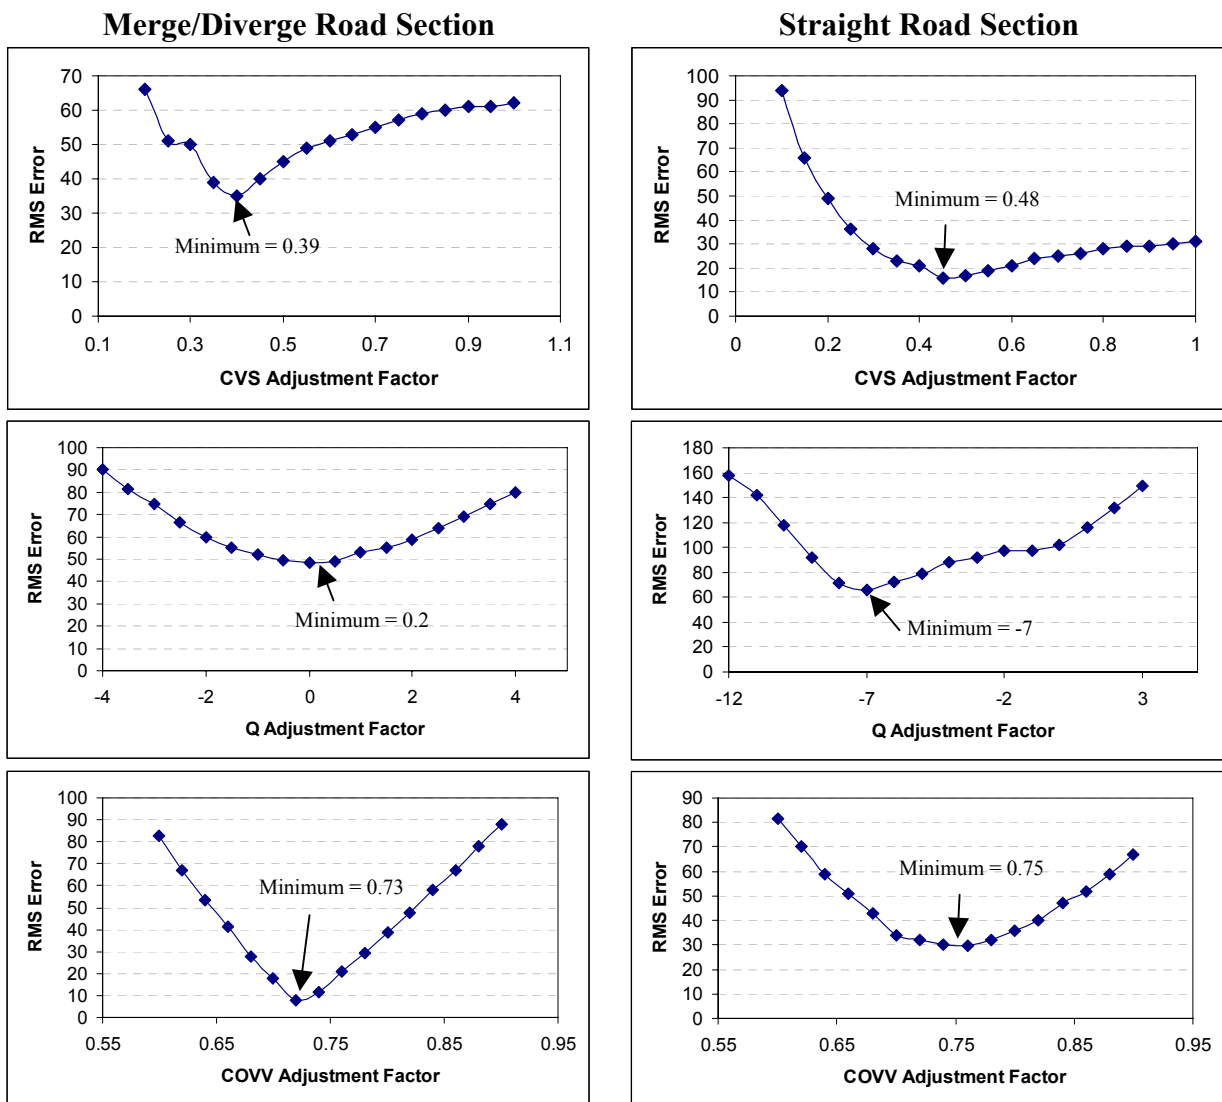 Merge/Diverge Road Section
Straight Road Section
RMS Error
70
60
50
40
30
20
10
0
Minimum = 0.39
0.1 0.3 0.5 0.7 0.9 1.1
CVS Adjustment Factor
RMS Error
100
90
80
70
60
50
40
30
20
10
0
Minimum = 0.48
0 0.2 0.4 0.6 0.8 1
CVS Adjustment Factor
RMS Error
100
90
80
70
60
50
40
30
20
10
0
Minimum = 0.2
-4 -2 0 2 4
Q Adjustment Factor
RMS Error
180
160
140
120
100
80
60
40
20
0
Minimum = -7
-12 -7 -2 3
Q Adjustment Factor
RMS Error
100
90
80
70
60
50
40
30
20
10
0
Minimum = 0.73
0.55 0.65 0.75 0.85 0.95
COVV Adjustment Factor
RMS Error
90
80
70
60
50
40
30
20
10
0
Minimum = 0.75
0.55 0.65 0.75 0.85 0.95
COVV Adjustment Factor